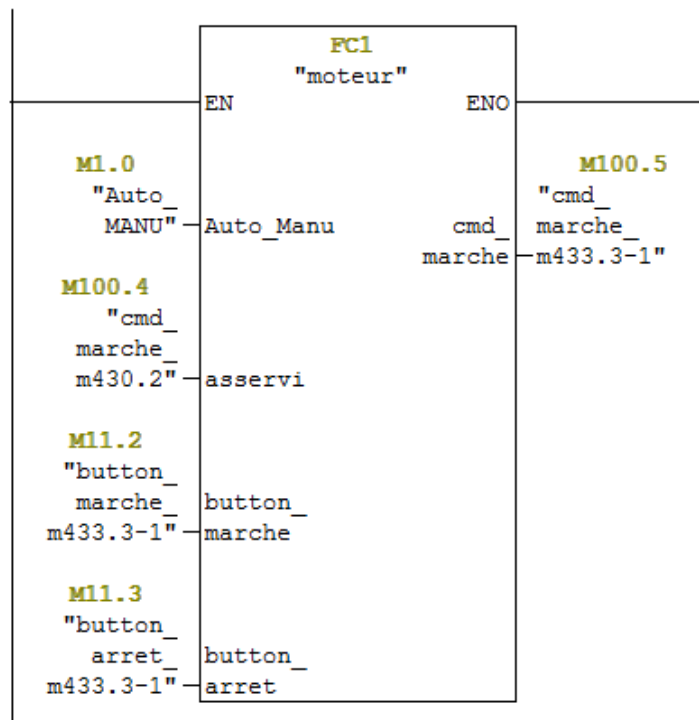 FC1
"moteur"
EN ENO
M1.0 M100.5
"Auto_ "cmd_
MANU" Auto_Manu cmd_ marche_
marche m433.3-1"
M100.4
"cmd_
marche_
m430.2" asservi
M11.2
"button_
marche_ button_
m433.3-1" marche
M11.3
"button_
arret_ button_
m433.3-1" arret